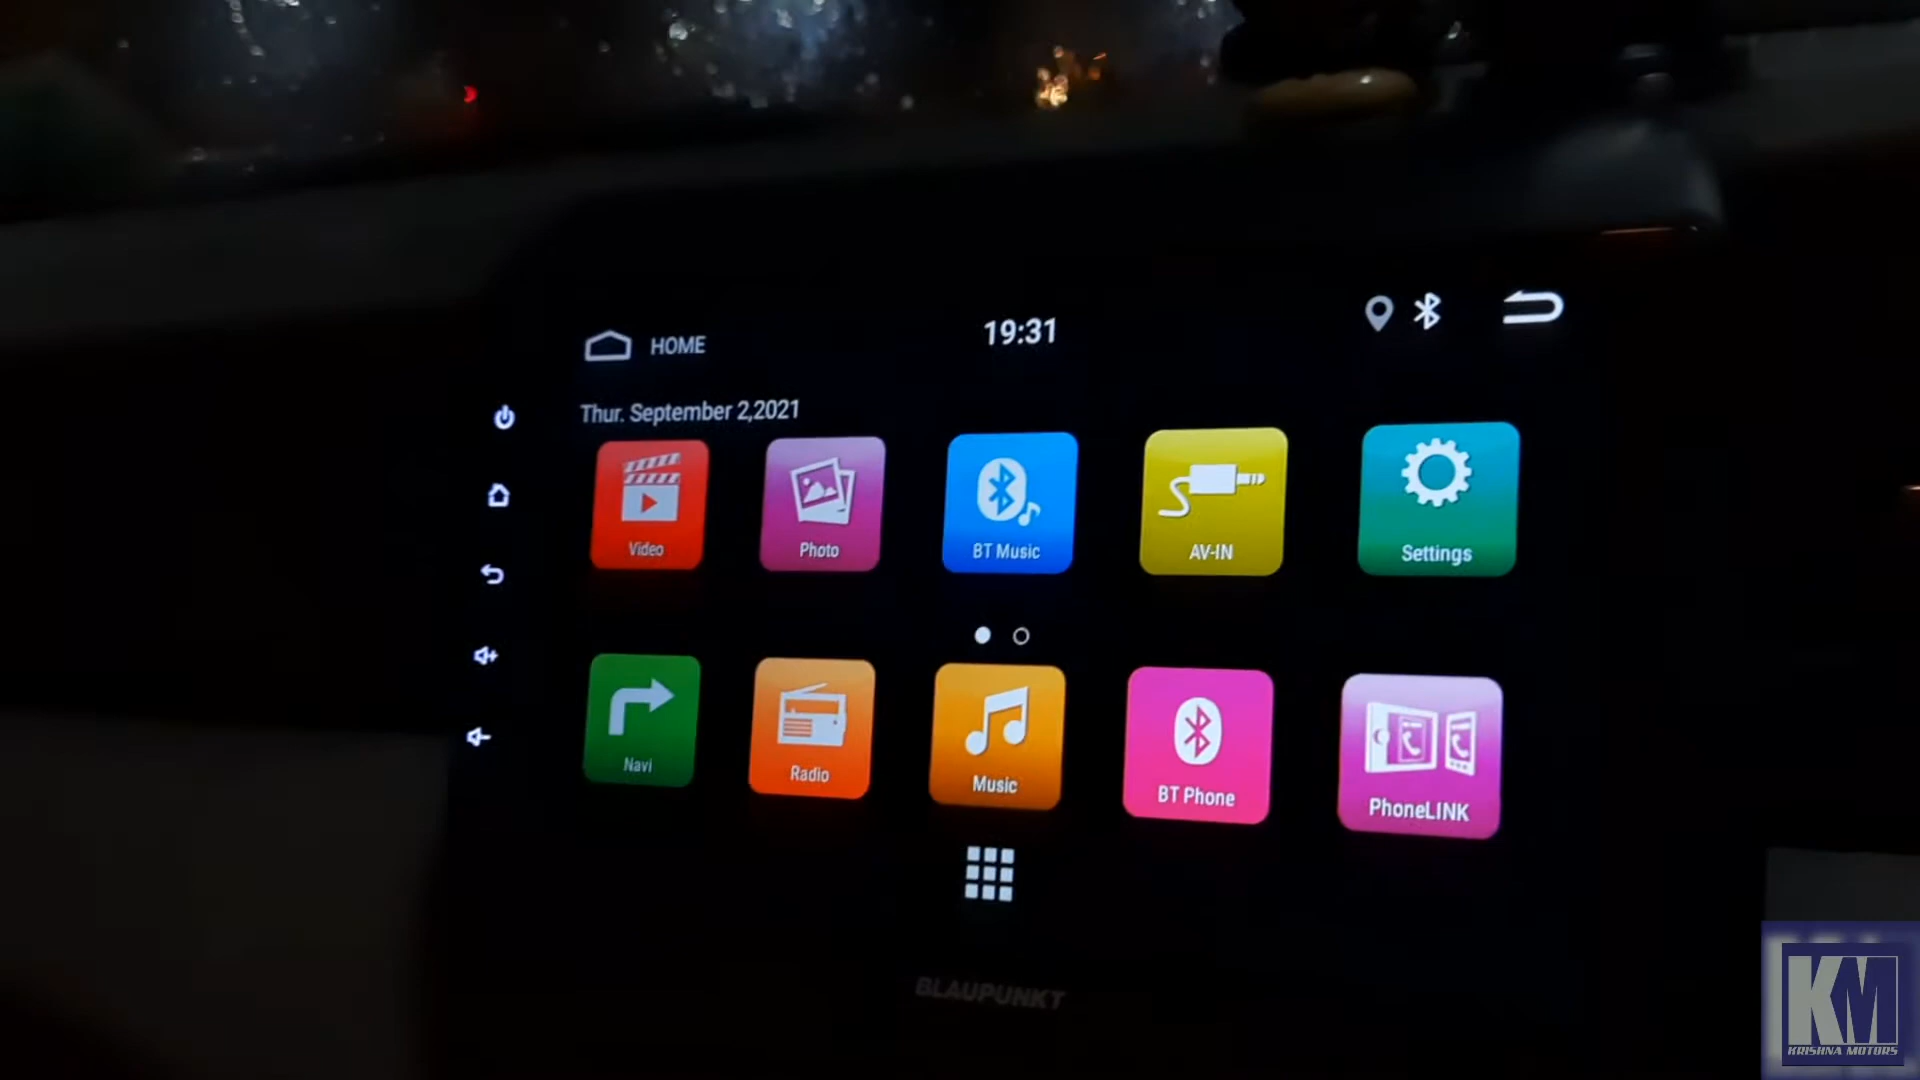 HOME
19:31
Thur. September 2,2021
Video
Photo
BT Music
AV-IN
Settings
Navi
Radio
Music
BT Phone
PhoneLINK
BLAUPUNKT
KM
KRISHNA MOTORS